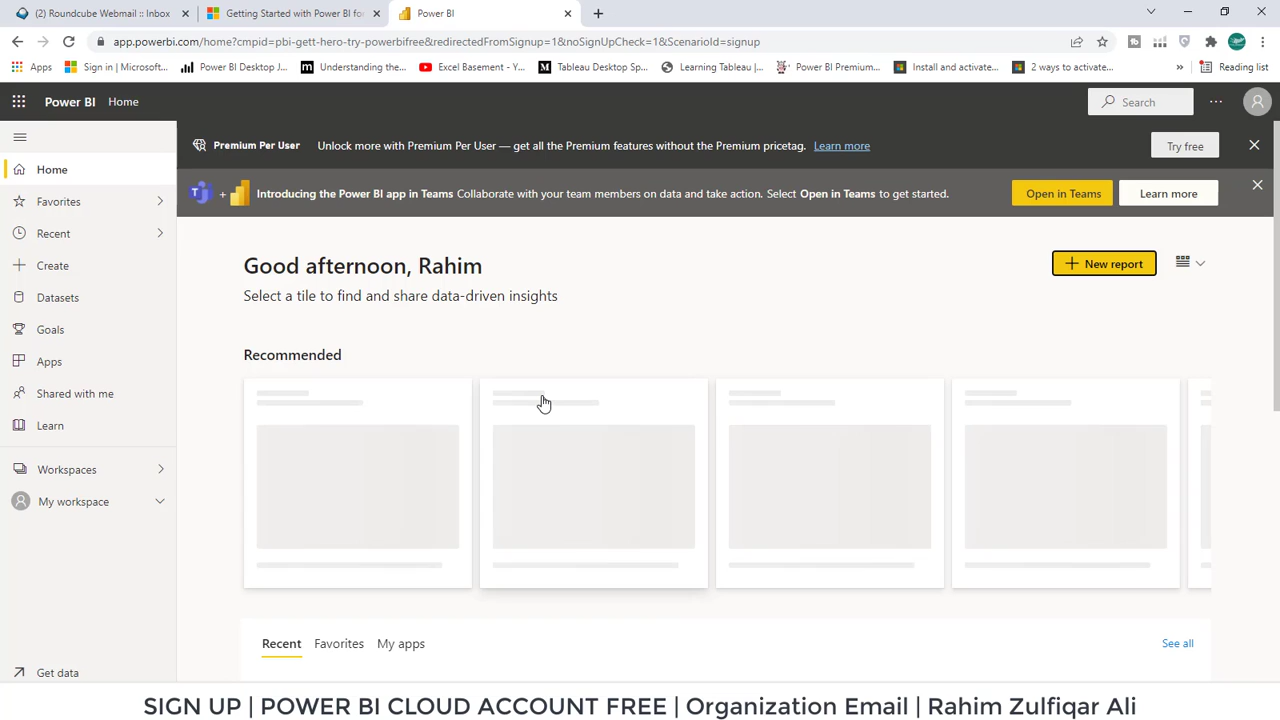 (2) Roundcube Webmail :: Inbox
Getting Started with Power BI fo
Power BI
app.powerbi.com/home?cmpid=pbi-gett-hero-try-powerbifree&redirectedFromSignup=1&noSignUpCheck=1&ScenarioId=signup
Apps
Sign in | Microsoft...
Power BI Desktop J...
Understanding the...
Excel Basement - Y...
Tableau Desktop Sp...
Learning Tableau |...
Power BI Premium...
Install and activate...
2 ways to activate...
»
Reading list
Power BI Home
Search
Premium Per User Unlock more with Premium Per User — get all the Premium features without the Premium pricetag. Learn more
Try free
Introducing the Power BI app in Teams Collaborate with your team members on data and take action. Select Open in Teams to get started.
Open in Teams
Learn more
Home
Favorites
Recent
Create
Datasets
Goals
Apps
Shared with me
Learn
Workspaces
My workspace
Get data
Good afternoon, Rahim
New report
Select a tile to find and share data-driven insights
Recommended
Recent Favorites My apps
See all
SIGN UP | POWER BI CLOUD ACCOUNT FREE | Organization Email | Rahim Zulfiqar Ali